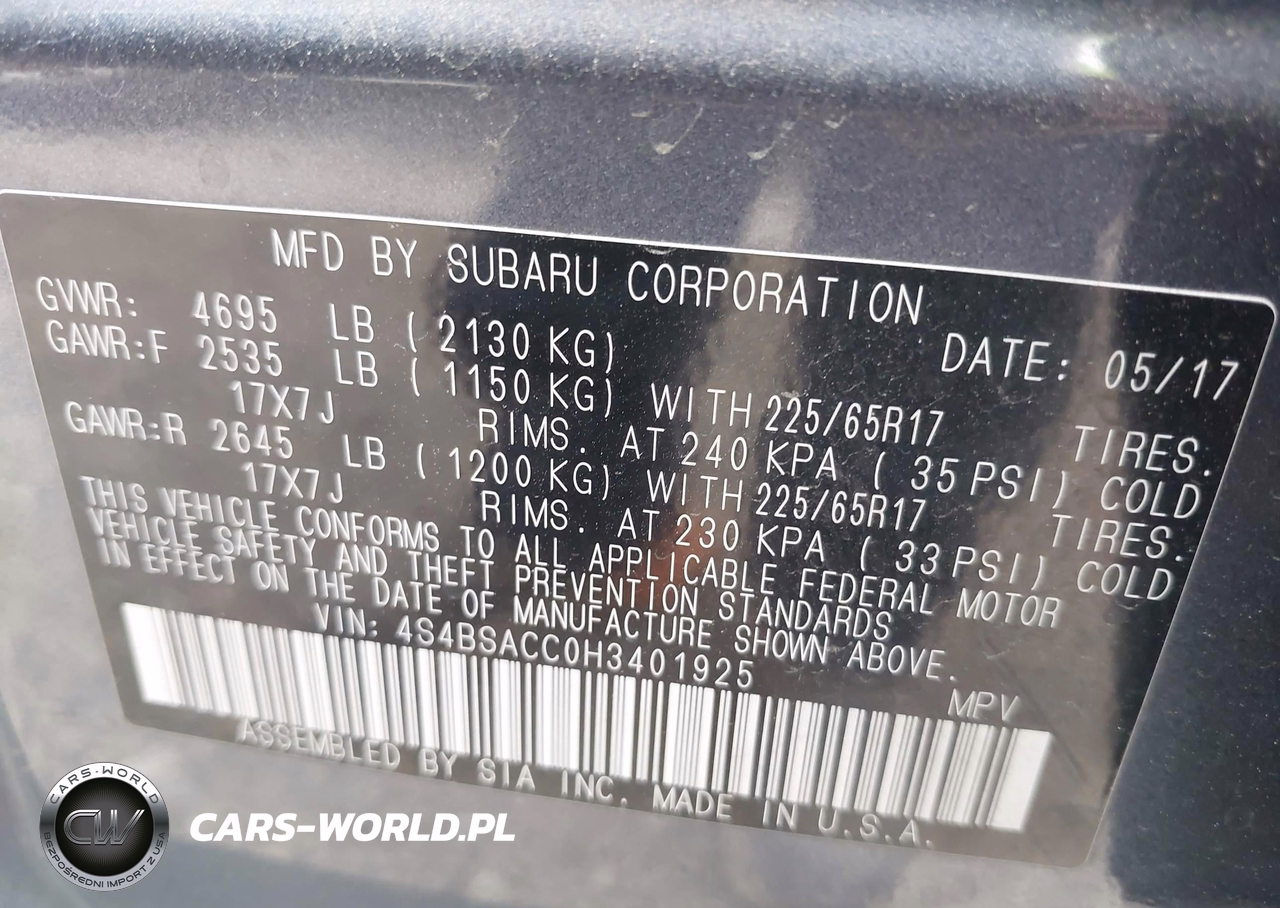 MFD BY SUBARU CORPORATION
GVWR: 4695 LB ( 2130 KG) DATE: 05/17
GAWR:F 2535 LB ( 1150 KG) WITH 225/65R17 TIRES.
17X7J RIMS. AT 240 KPA ( 35 PSI) COLD
GAWR:R 2645 LB ( 1200 KG) WITH 225/65R17 TIRES.
17X7J RIMS. AT 230 KPA ( 33 PSI) COLD
THIS VEHICLE CONFORMS TO ALL APPLICABLE FEDERAL MOTOR
VEHICLE SAFETY AND THEFT PREVENTION STANDARDS
IN EFFECT ON THE DATE OF MANUFACTURE SHOWN ABOVE.
VIN: 4S4BSACC0H3401925 MPV
ASSEMBLED BY SIA INC. MADE IN U.S.A.
CARS-WORLD
CW
BEZPOŚREDNI IMPORT Z USA
CARS-WORLD.PL